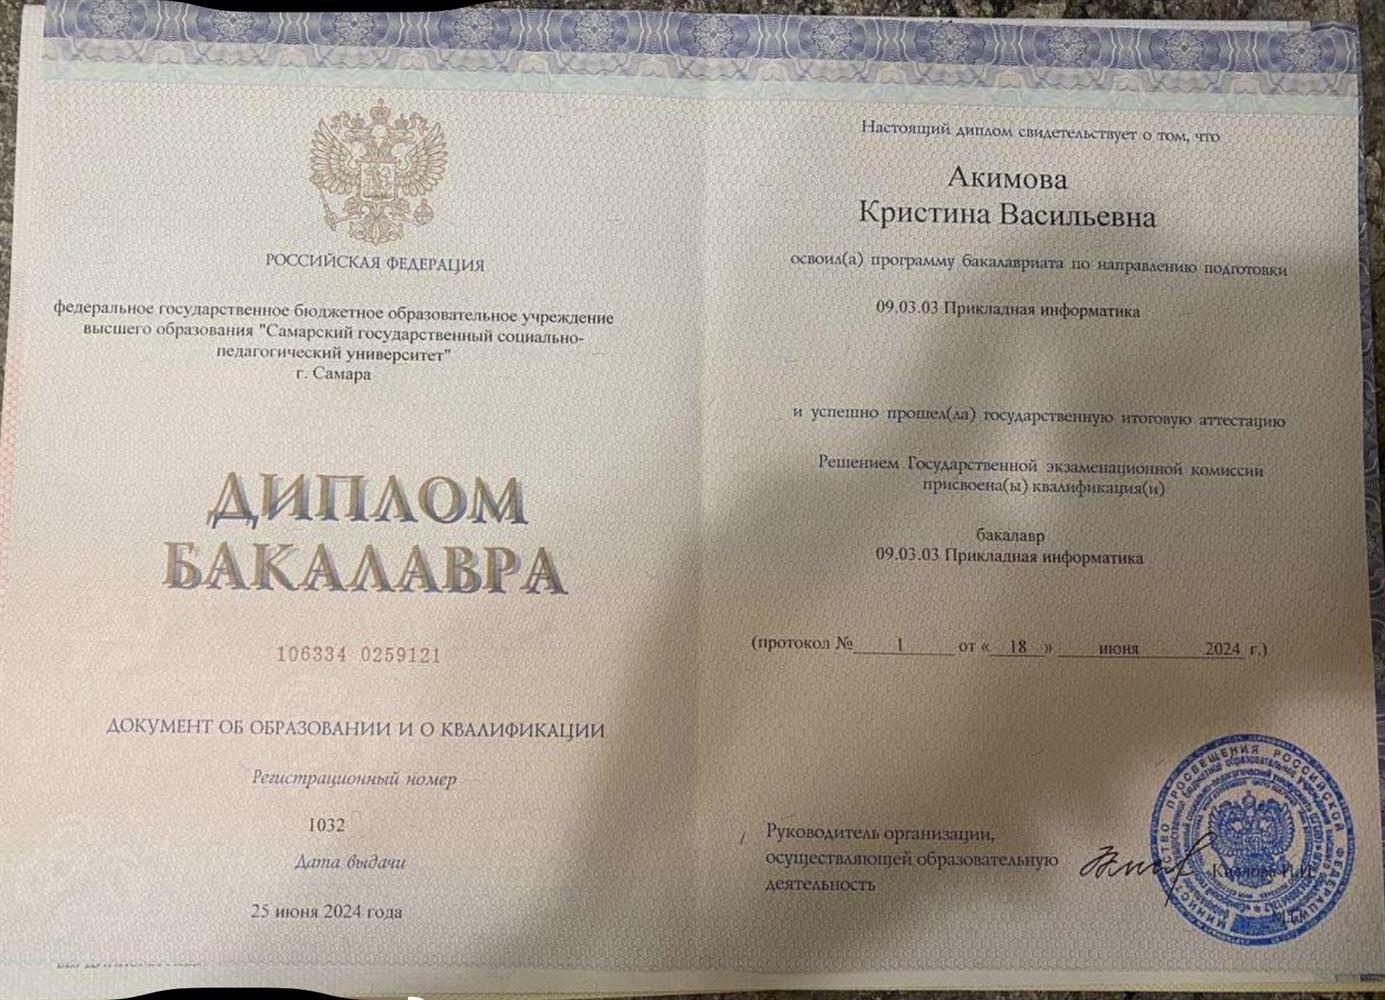 РОССИЙСКАЯ ФЕДЕРАЦИЯ
федеральное государственное бюджетное образовательное учреждение
высшего образования "Самарский государственный социально-
педагогический университет"
г. Самара
ДИПЛОМ
БАКАЛАВРА
106334 0259121
ДОКУМЕНТ ОБ ОБРАЗОВАНИИ И О КВАЛИФИКАЦИИ
Регистрационный номер
1032
Дата выдачи
25 июня 2024 года
Настоящий диплом свидетельствует о том, что
Акимова
Кристина Васильевна
освоил(а) программу бакалавриата по направлению подготовки
09.03.03 Прикладная информатика
и успешно прошел(ла) государственную итоговую аттестацию
Решением Государственной экзаменационной комиссии
присвоена(ы) квалификация(и)
бакалавр
09.03.03 Прикладная информатика
(протокол № 1 от « 18 » июня 2024 г.)
Руководитель организации,
осуществляющей образовательную
деятельность
МИНИСТЕРСТВО ПРОСВЕЩЕНИЯ РОССИЙСКОЙ ФЕДЕРАЦИИ